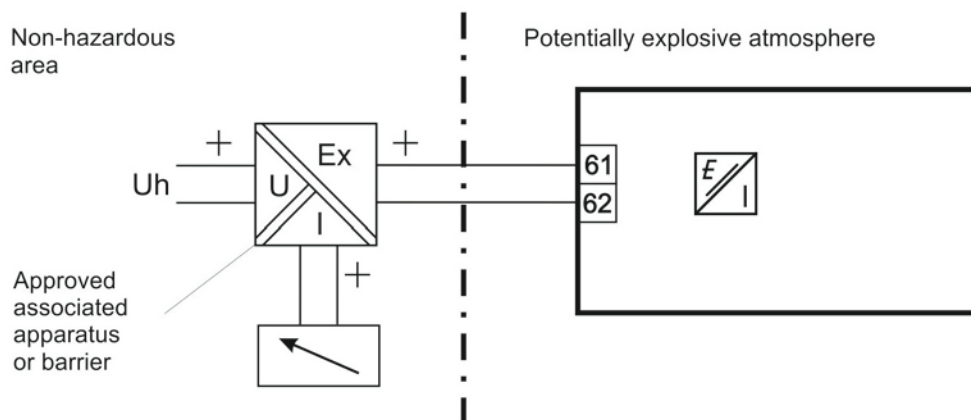 Non-hazardous
area
Potentially explosive atmosphere
+
Ex
+
Uh
U
I
61
62
E
I
+
Approved
associated
apparatus
or barrier